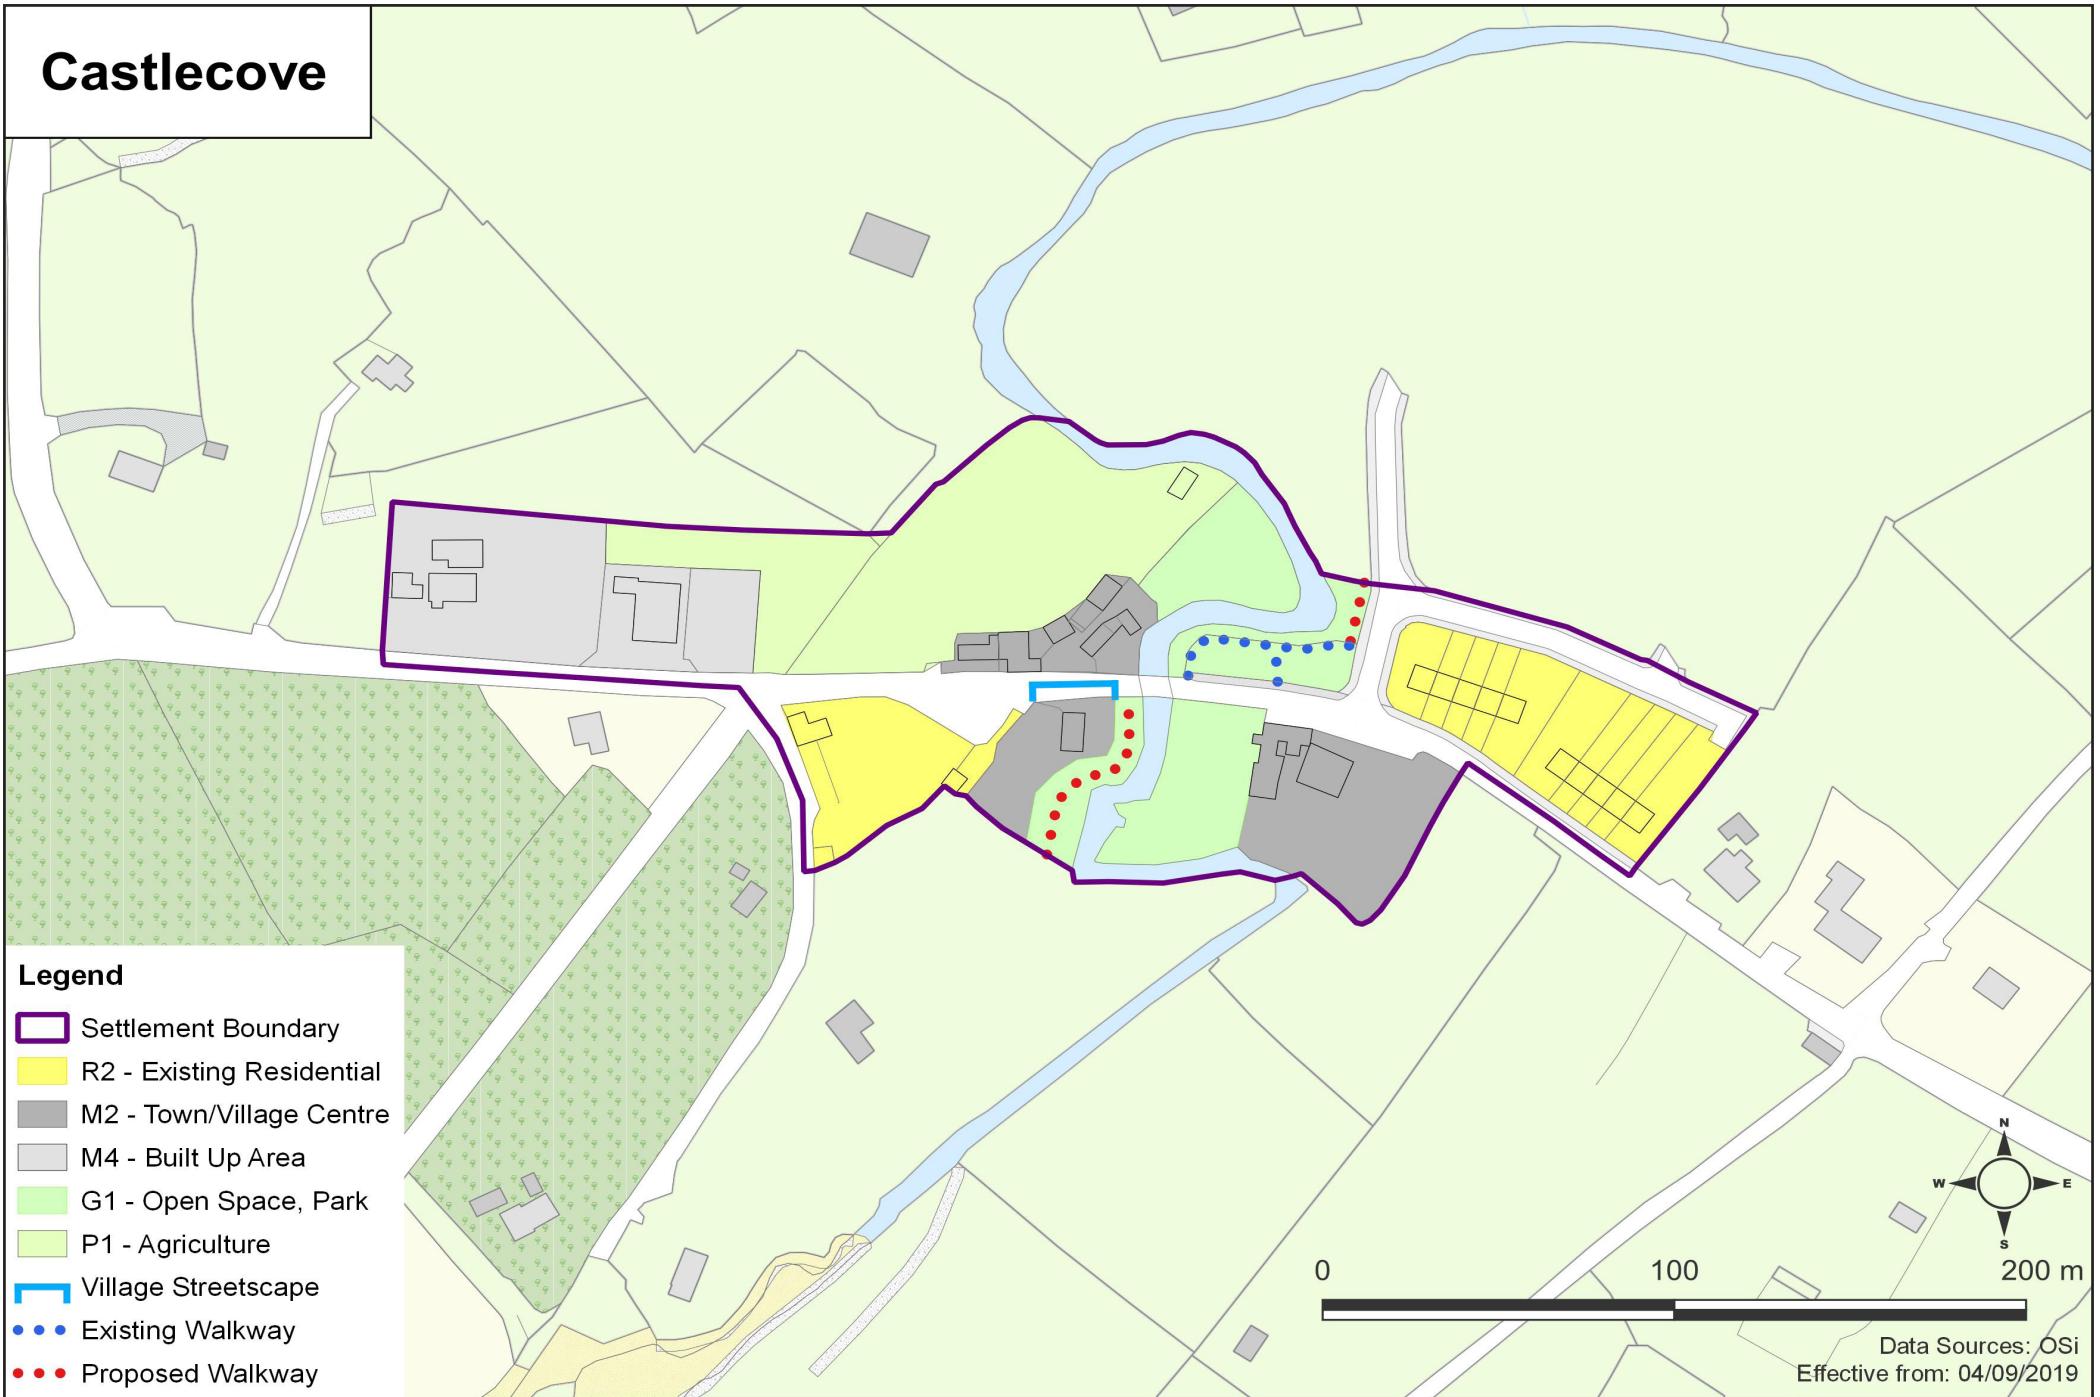 Castlecove
Legend
Settlement Boundary
R2 - Existing Residential
M2 - Town/Village Centre
M4 - Built Up Area
G1 - Open Space, Park
P1 - Agriculture
Village Streetscape
Existing Walkway
Proposed Walkway
N
W E
S
0 100 200 m
Data Sources: OSi
Effective from: 04/09/2019